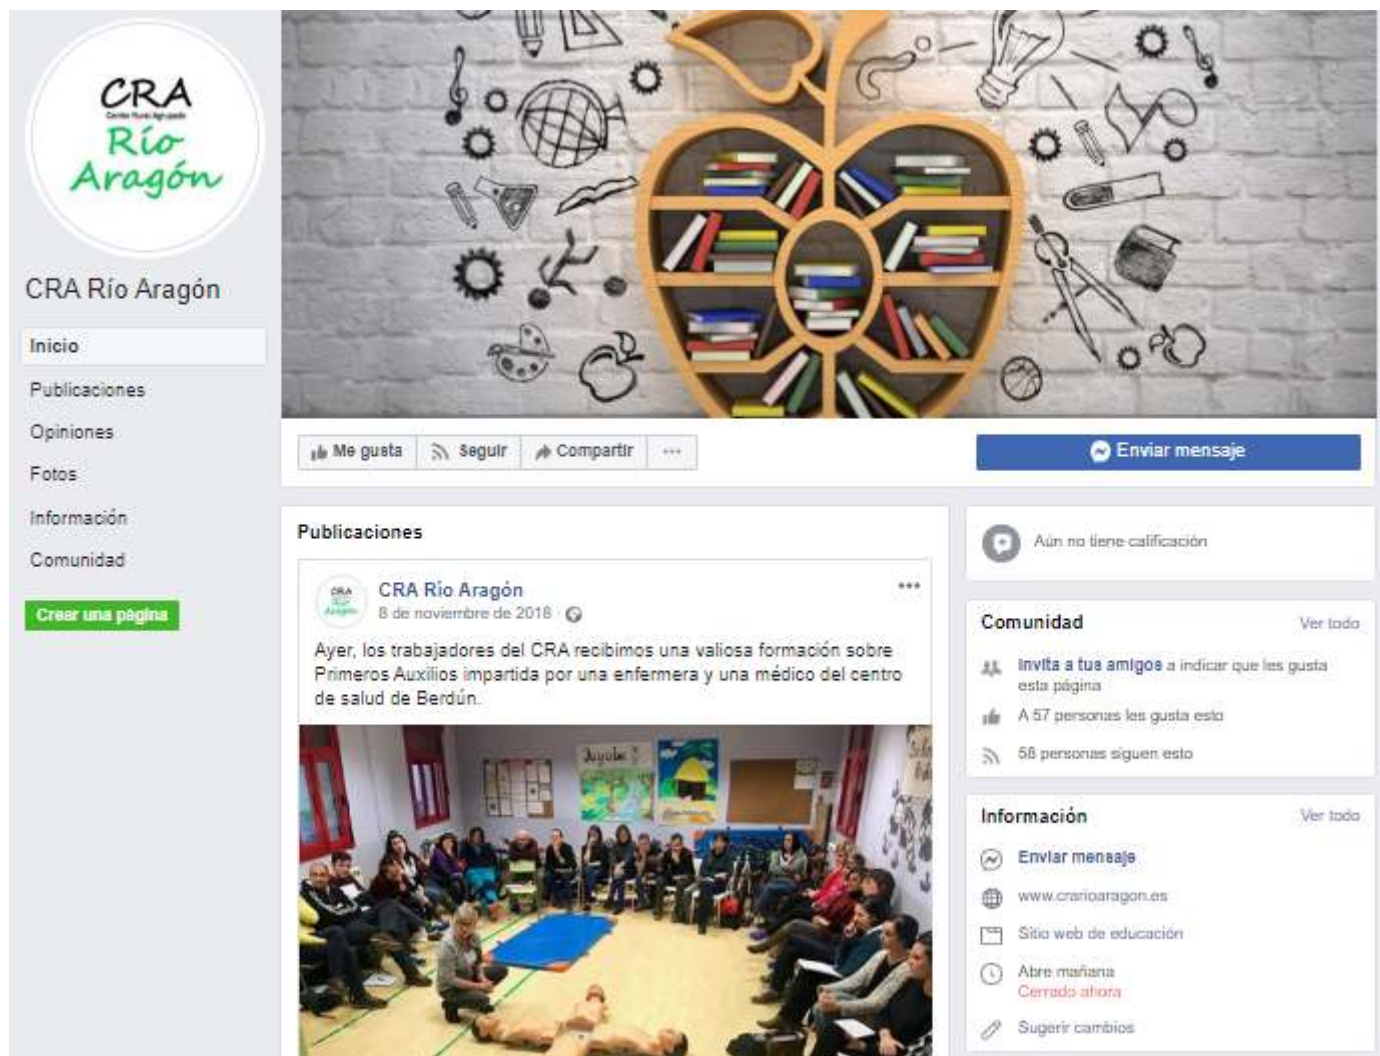 CRA
Centro Rural Agrupado
Río
Aragón
CRA Río Aragón
Inicio
Publicaciones
Opiniones
Fotos
Información
Comunidad
Crear una página
Me gusta
Seguir
Compartir
Enviar mensaje
Publicaciones
CRA Río Aragón
8 de noviembre de 2018
Ayer, los trabajadores del CRA recibimos una valiosa formación sobre
Primeros Auxilios impartida por una enfermera y una médico del centro
de salud de Berdún.
Aún no tiene calificación
Comunidad
Ver todo
Invita a tus amigos a indicar que les gusta
esta página
A 57 personas les gusta esto
58 personas siguen esto
Información
Ver todo
Enviar mensaje
www.crarioaragon.es
Sitio web de educación
Abre mañana
Cerrado ahora
Sugerir cambios